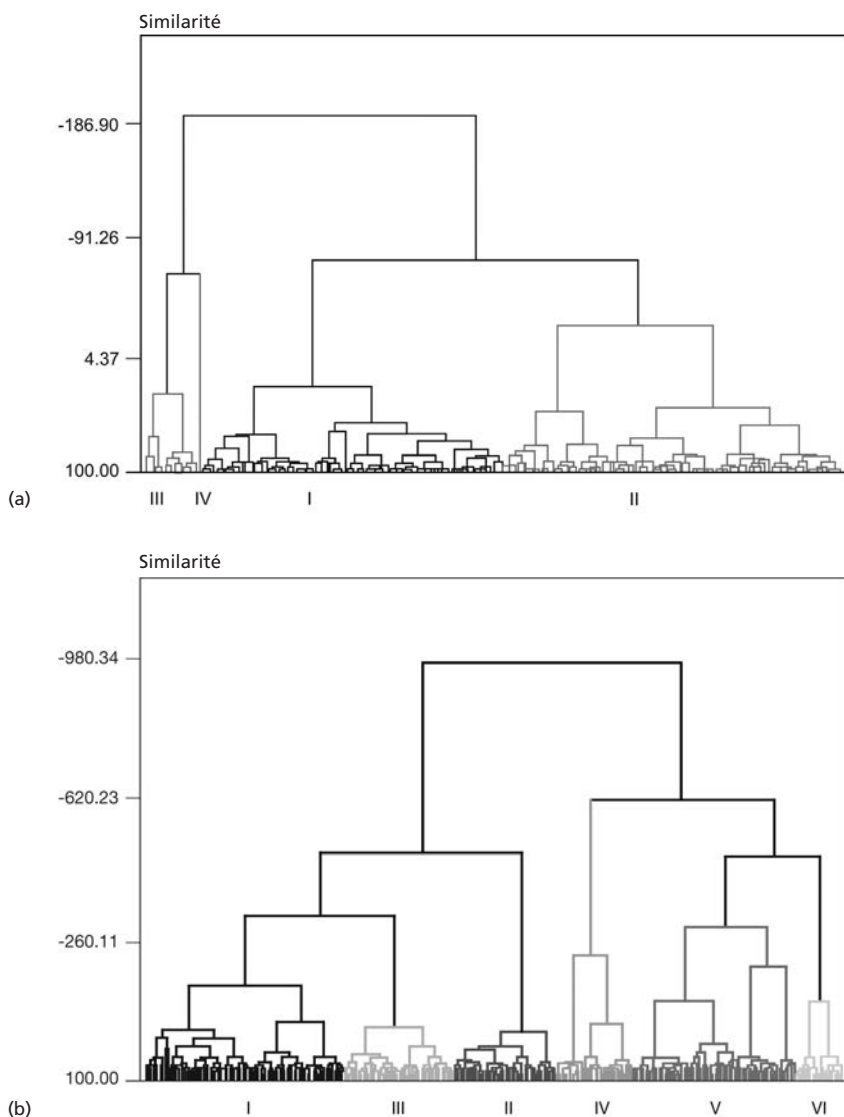 Similarité
-186.90
-91.26
4.37
100.00
(a)
III IV I II
Similarité
-980.34
-620.23
-260.11
100.00
(b)
I III II IV V VI